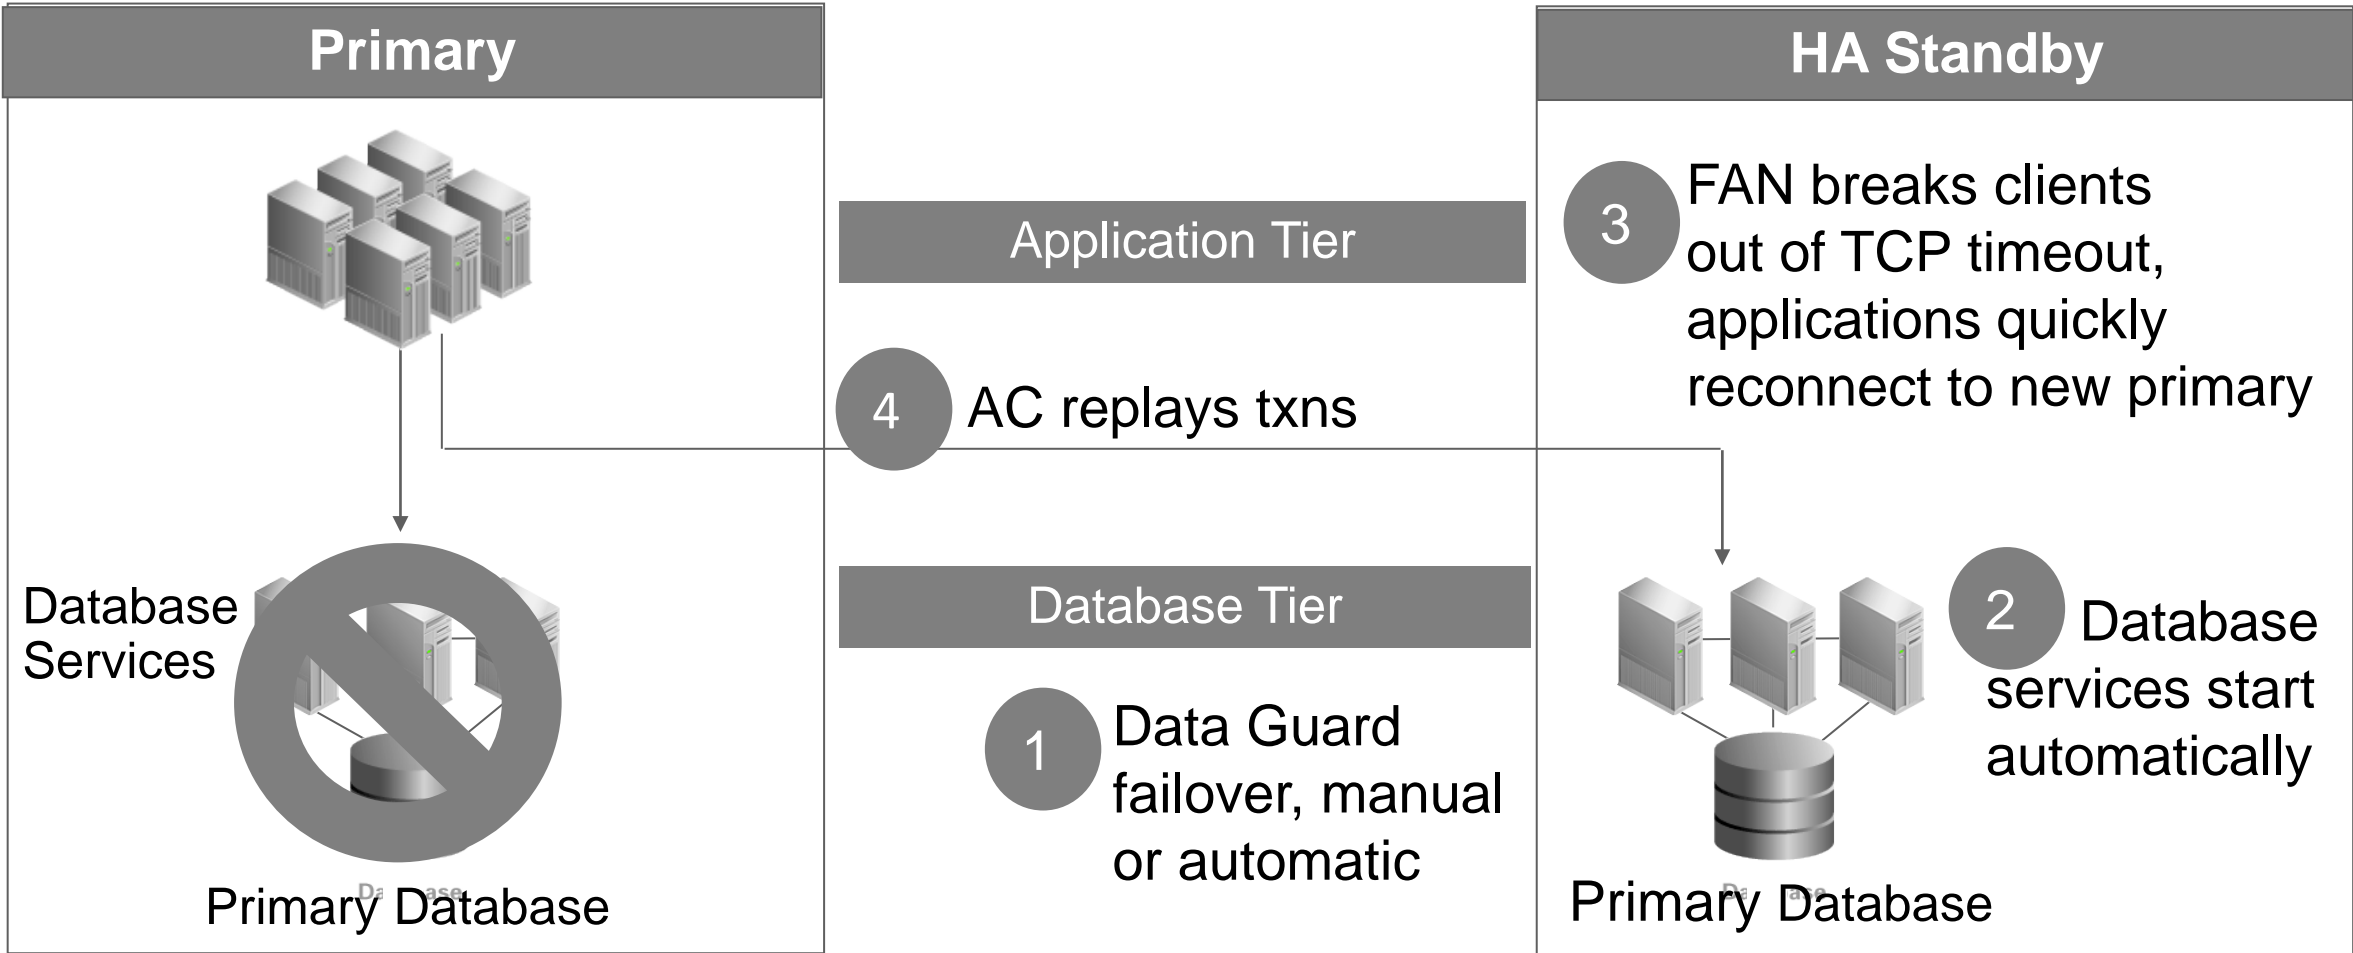 Primary
HA Standby
Application Tier
3
FAN breaks clients
out of TCP timeout,
applications quickly
reconnect to new primary
4
AC replays txns
Database
Services
Database Tier
2
Database
services start
automatically
1
Data Guard
failover, manual
or automatic
Primary Database
Primary Database